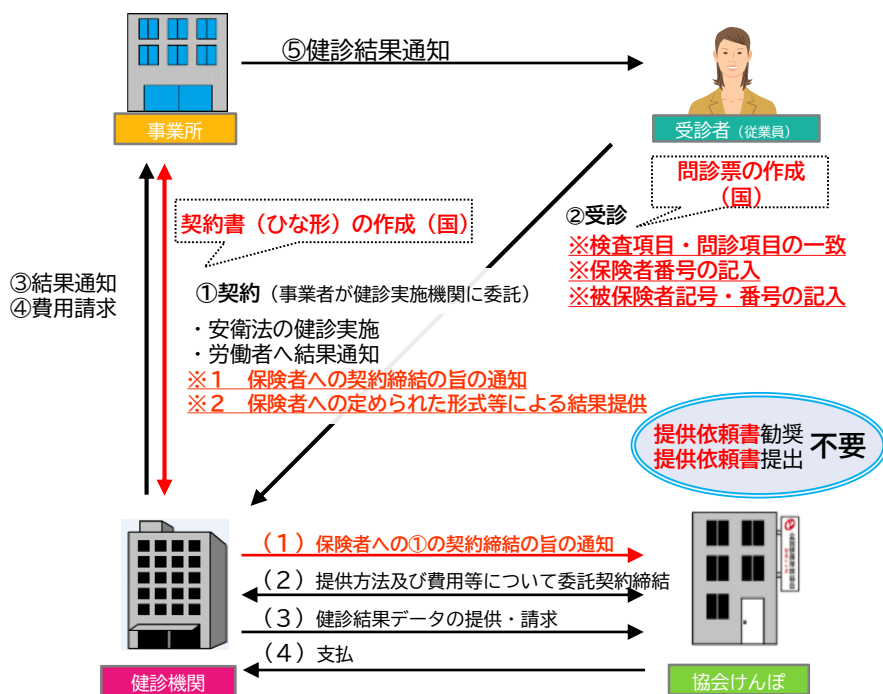 ⑤健診結果通知
事業所
受診者（従業員）
問診票の作成
（国）
契約書（ひな形）の作成（国）
②受診
※検査項目・問診項目の一致
※保険者番号の記入
※被保険者記号・番号の記入
③結果通知
④費用請求
①契約（事業者が健診実施機関に委託）
・安衛法の健診実施
・労働者へ結果通知
※１　保険者への契約締結の旨の通知
※２　保険者への定められた形式等による結果提供
提供依頼書勧奨
提供依頼書提出
不要
（１）保険者への①の契約締結の旨の通知
（２）提供方法及び費用等について委託契約締結
（３）健診結果データの提供・請求
（４）支払
全国健康保険協会
健診機関
協会けんぽ